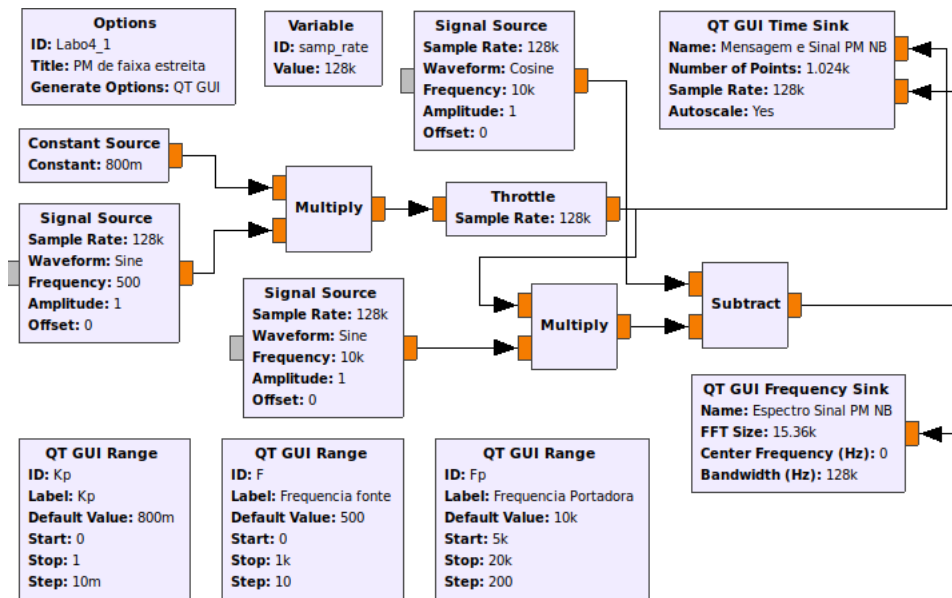 Options
ID: Labo4_1
Title: PM de faixa estreita
Generate Options: QT GUI
Variable
ID: samp_rate
Value: 128k
Signal Source
Sample Rate: 128k
Waveform: Cosine
Frequency: 10k
Amplitude: 1
Offset: 0
QT GUI Time Sink
Name: Mensagem e Sinal PM NB
Number of Points: 1.024k
Sample Rate: 128k
Autoscale: Yes
Constant Source
Constant: 800m
Multiply
Throttle
Sample Rate: 128k
Signal Source
Sample Rate: 128k
Waveform: Sine
Frequency: 500
Amplitude: 1
Offset: 0
Signal Source
Sample Rate: 128k
Waveform: Sine
Frequency: 10k
Amplitude: 1
Offset: 0
Multiply
Subtract
QT GUI Frequency Sink
Name: Espectro Sinal PM NB
FFT Size: 15.36k
Center Frequency (Hz): 0
Bandwidth (Hz): 128k
QT GUI Range
ID: Kp
Label: Kp
Default Value: 800m
Start: 0
Stop: 1
Step: 10m
QT GUI Range
ID: F
Label: Frequencia fonte
Default Value: 500
Start: 0
Stop: 1k
Step: 10
QT GUI Range
ID: Fp
Label: Frequencia Portadora
Default Value: 10k
Start: 5k
Stop: 20k
Step: 200